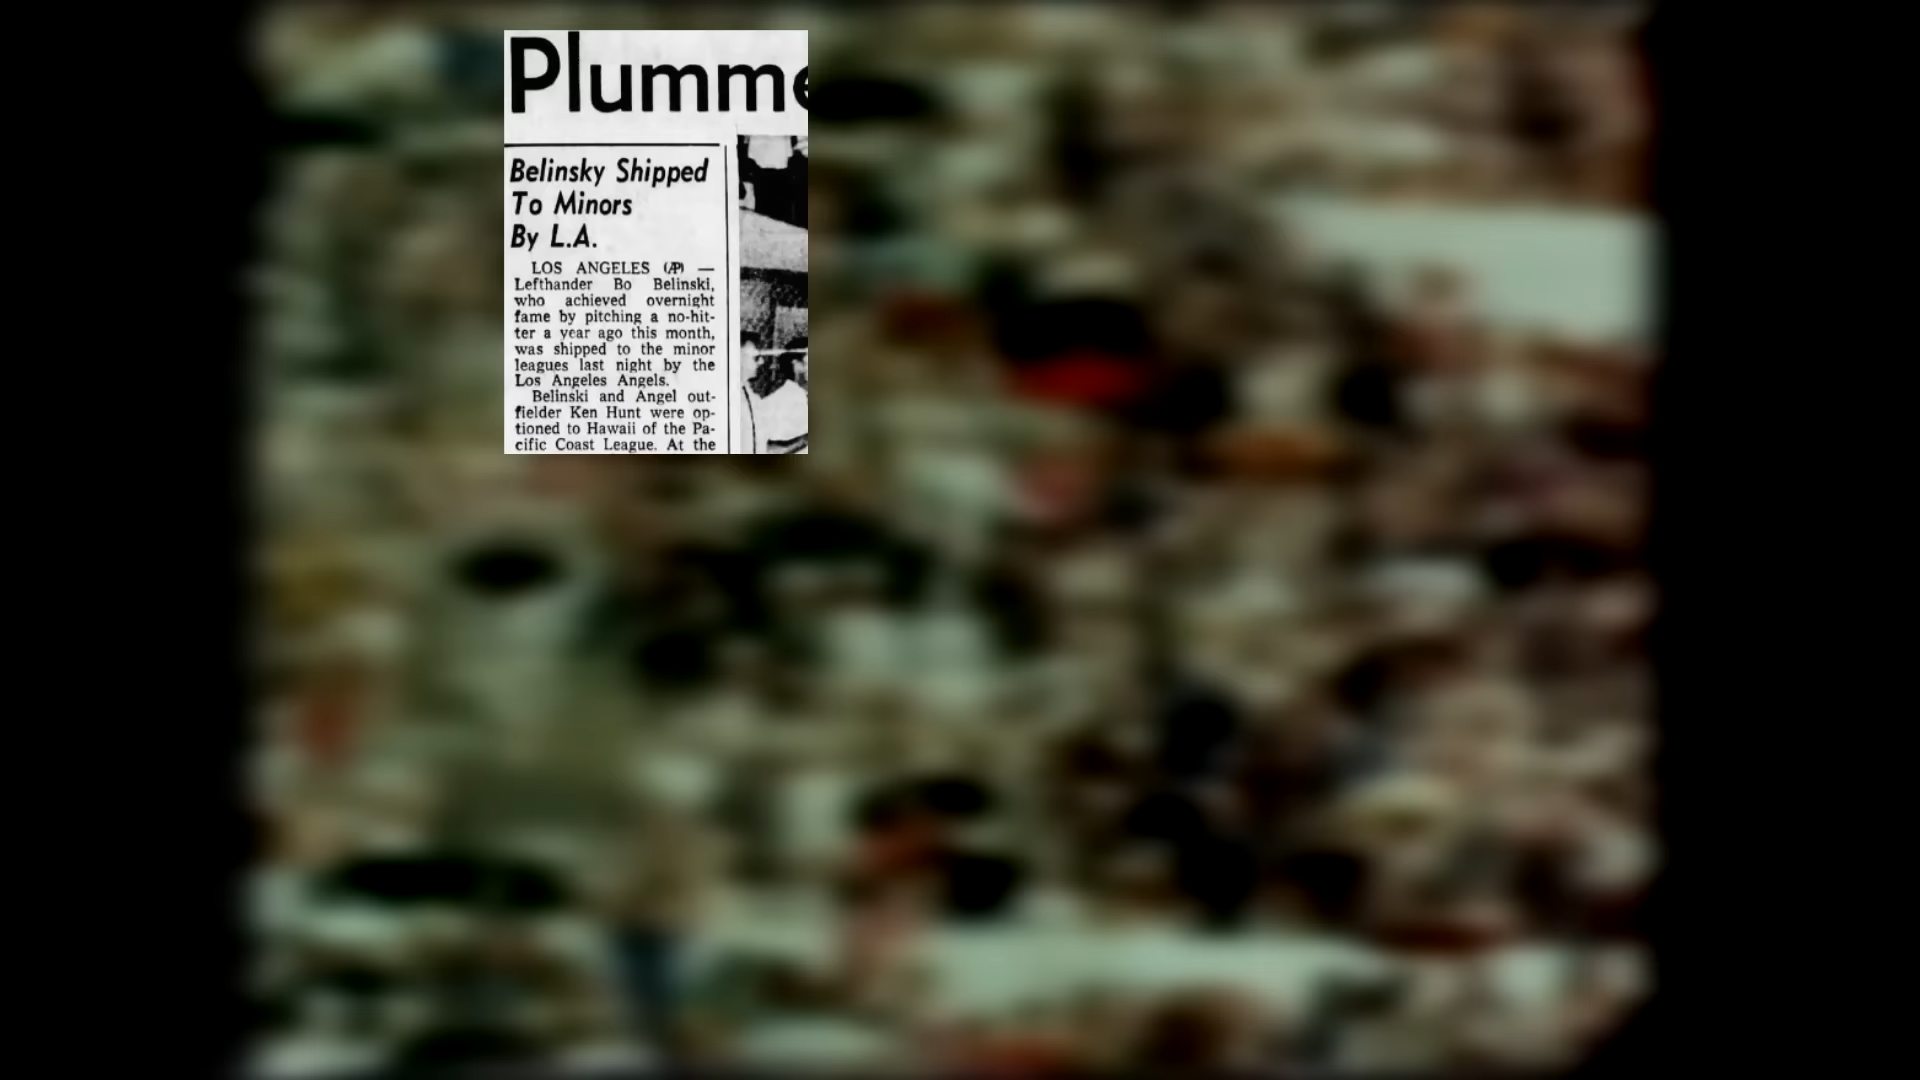 Plumme
Belinsky Shipped
To Minors
By L.A.
LOS ANGELES (AP) —
Lefthander Bo Belinski,
who achieved overnight
fame by pitching a no-hit-
ter a year ago this month,
was shipped to the minor
leagues last night by the
Los Angeles Angels.
Belinski and Angel out-
fielder Ken Hunt were op-
tioned to Hawaii of the Pa-
cific Coast League. At the